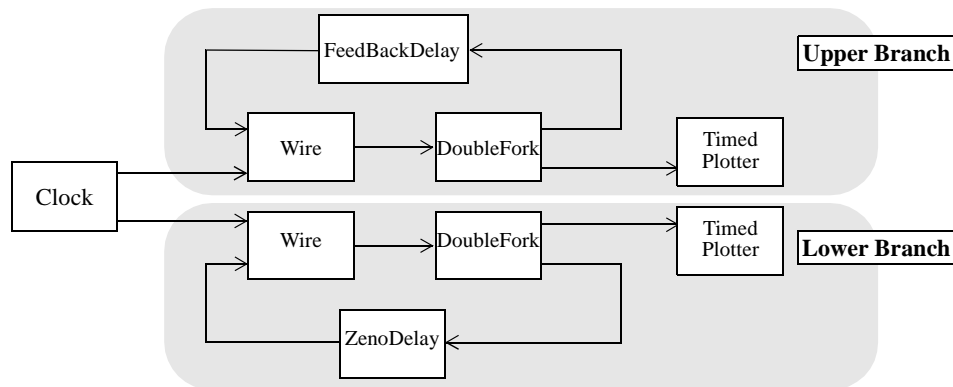 FeedBackDelay
Upper Branch
Wire
DoubleFork
Timed
Plotter
Clock
Wire
DoubleFork
Timed
Plotter
Lower Branch
ZenoDelay